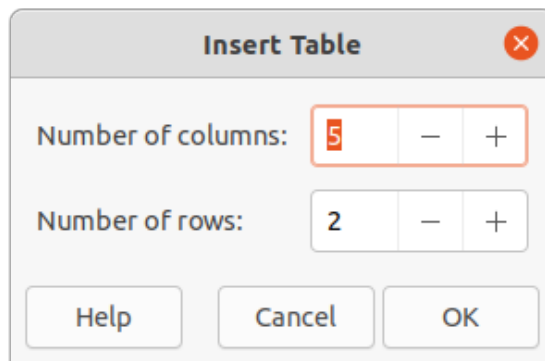 Insert Table
Number of columns: 5
Number of rows: 2
Help Cancel OK